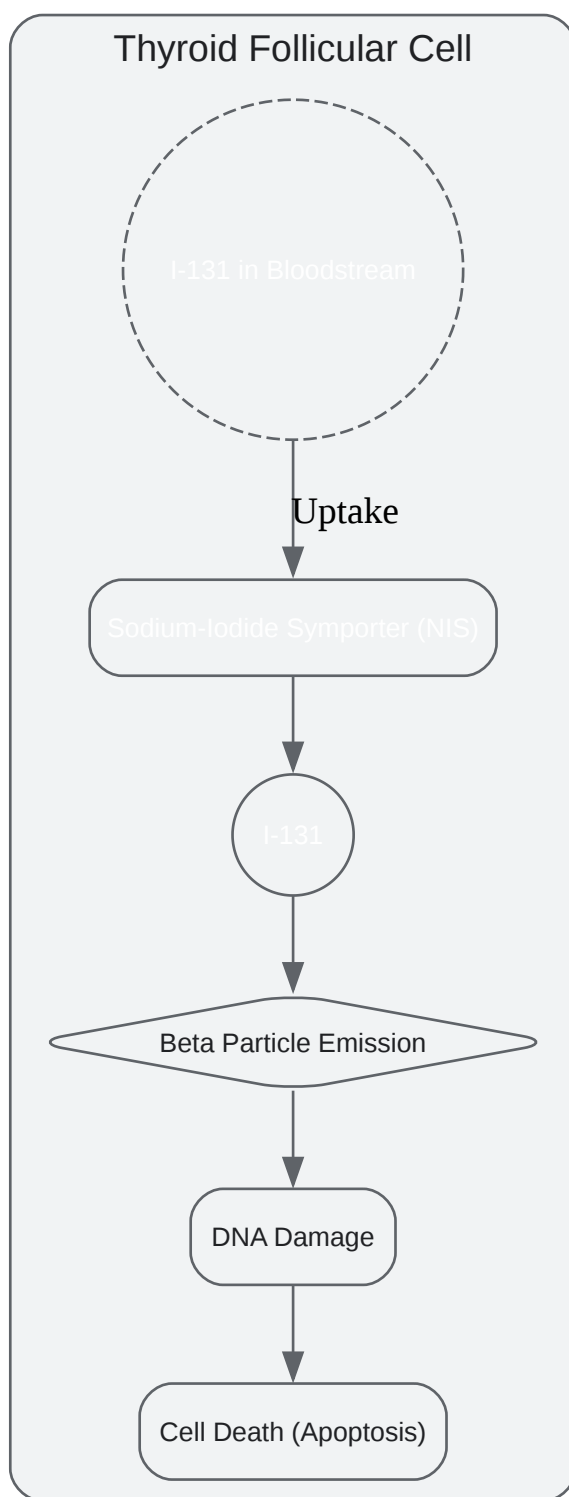 Thyroid Follicular Cell
I-131 in Bloodstream
Uptake
Sodium-Iodide Symporter (NIS)
I-131
Beta Particle Emission
DNA Damage
Cell Death (Apoptosis)